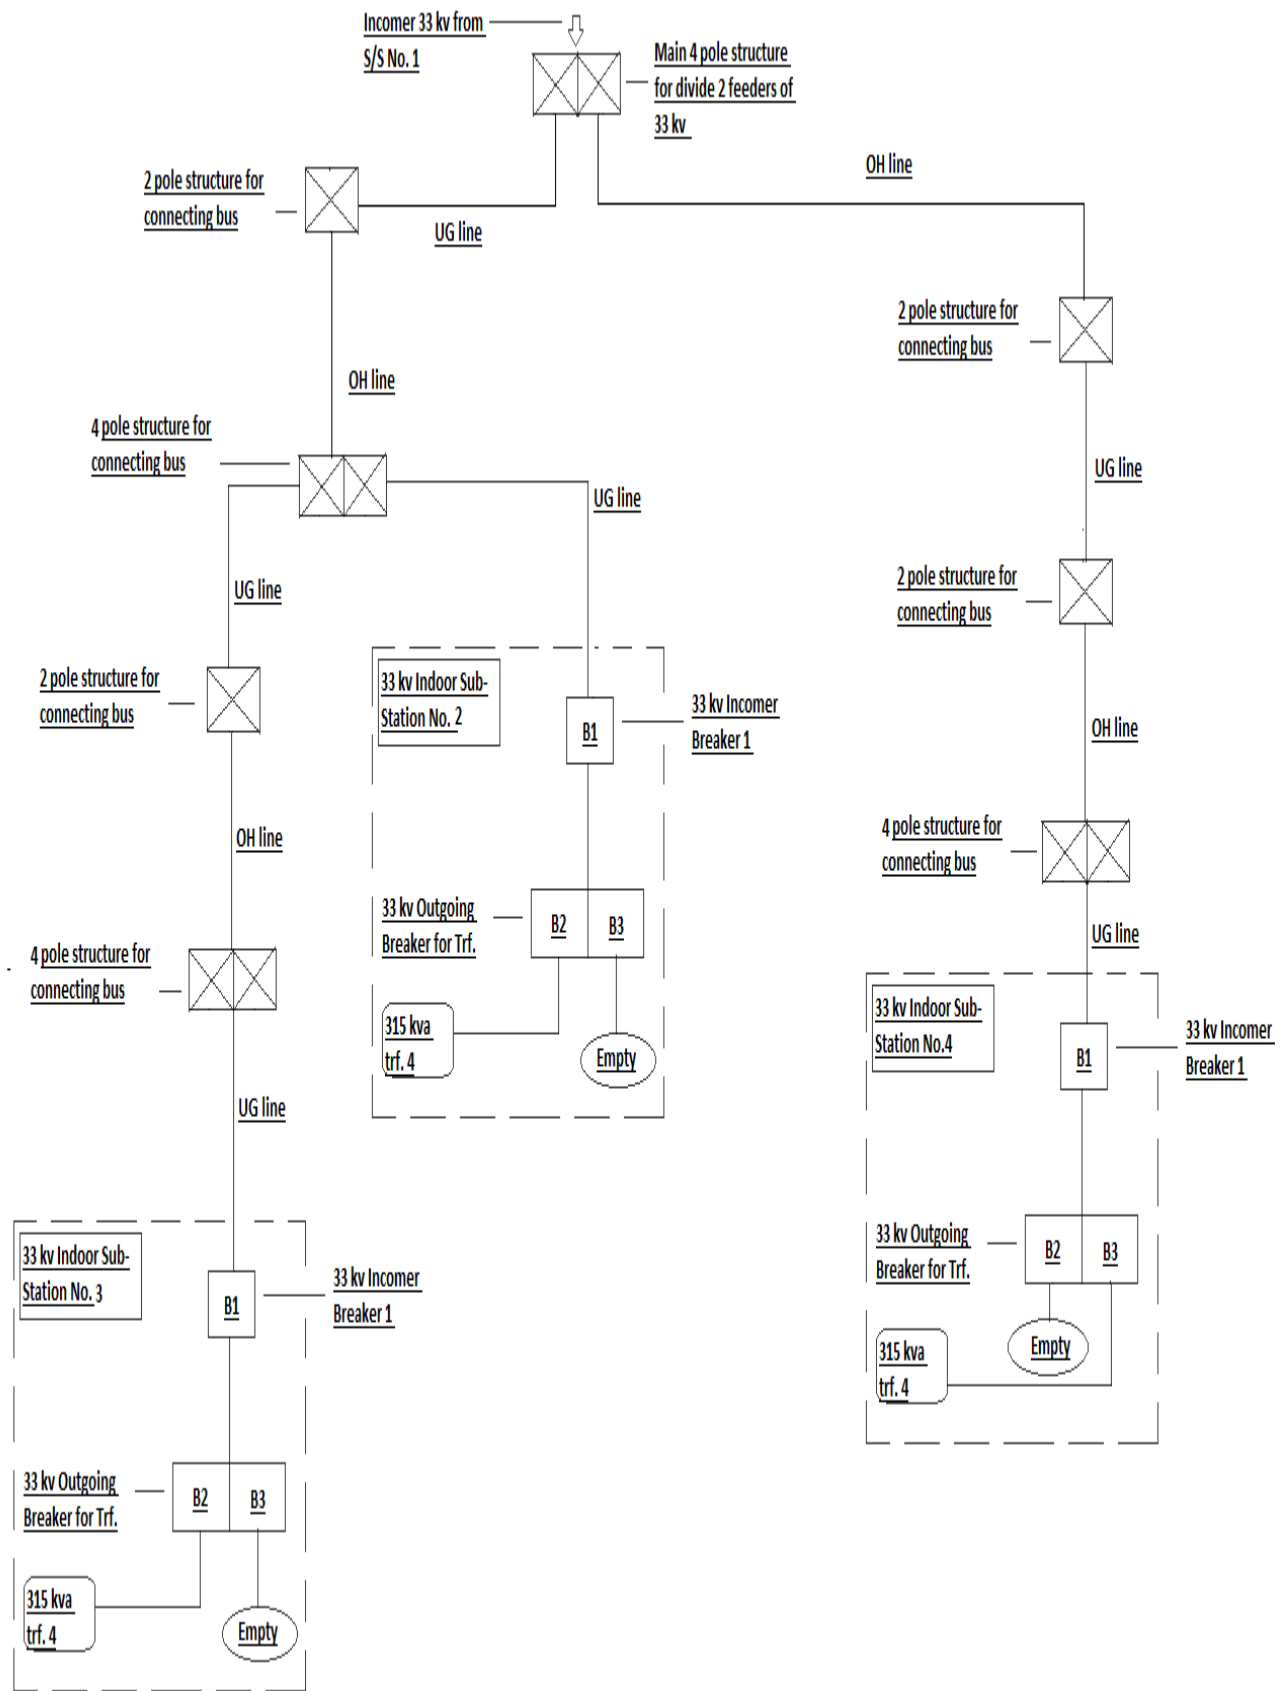 Incomer 33 kv from
S/S No. 1
Main 4 pole structure
for divide 2 feeders of
33 kv
OH line
2 pole structure for
connecting bus
UG line
2 pole structure for
connecting bus
OH line
4 pole structure for
connecting bus
UG line
UG line
2 pole structure for
connecting bus
UG line
2 pole structure for
connecting bus
33 kv Indoor Sub-
Station No. 2
B1
33 kv Incomer
Breaker 1
OH line
OH line
4 pole structure for
connecting bus
33 kv Outgoing
Breaker for Trf.
B2
B3
UG line
4 pole structure for
connecting bus
315 kva
trf. 4
Empty
33 kv Indoor Sub-
Station No.4
B1
33 kv Incomer
Breaker 1
UG line
33 kv Outgoing
Breaker for Trf.
B2
B3
Empty
315 kva
trf. 4
33 kv Indoor Sub-
Station No. 3
B1
33 kv Incomer
Breaker 1
33 kv Outgoing
Breaker for Trf.
B2
B3
315 kva
trf. 4
Empty